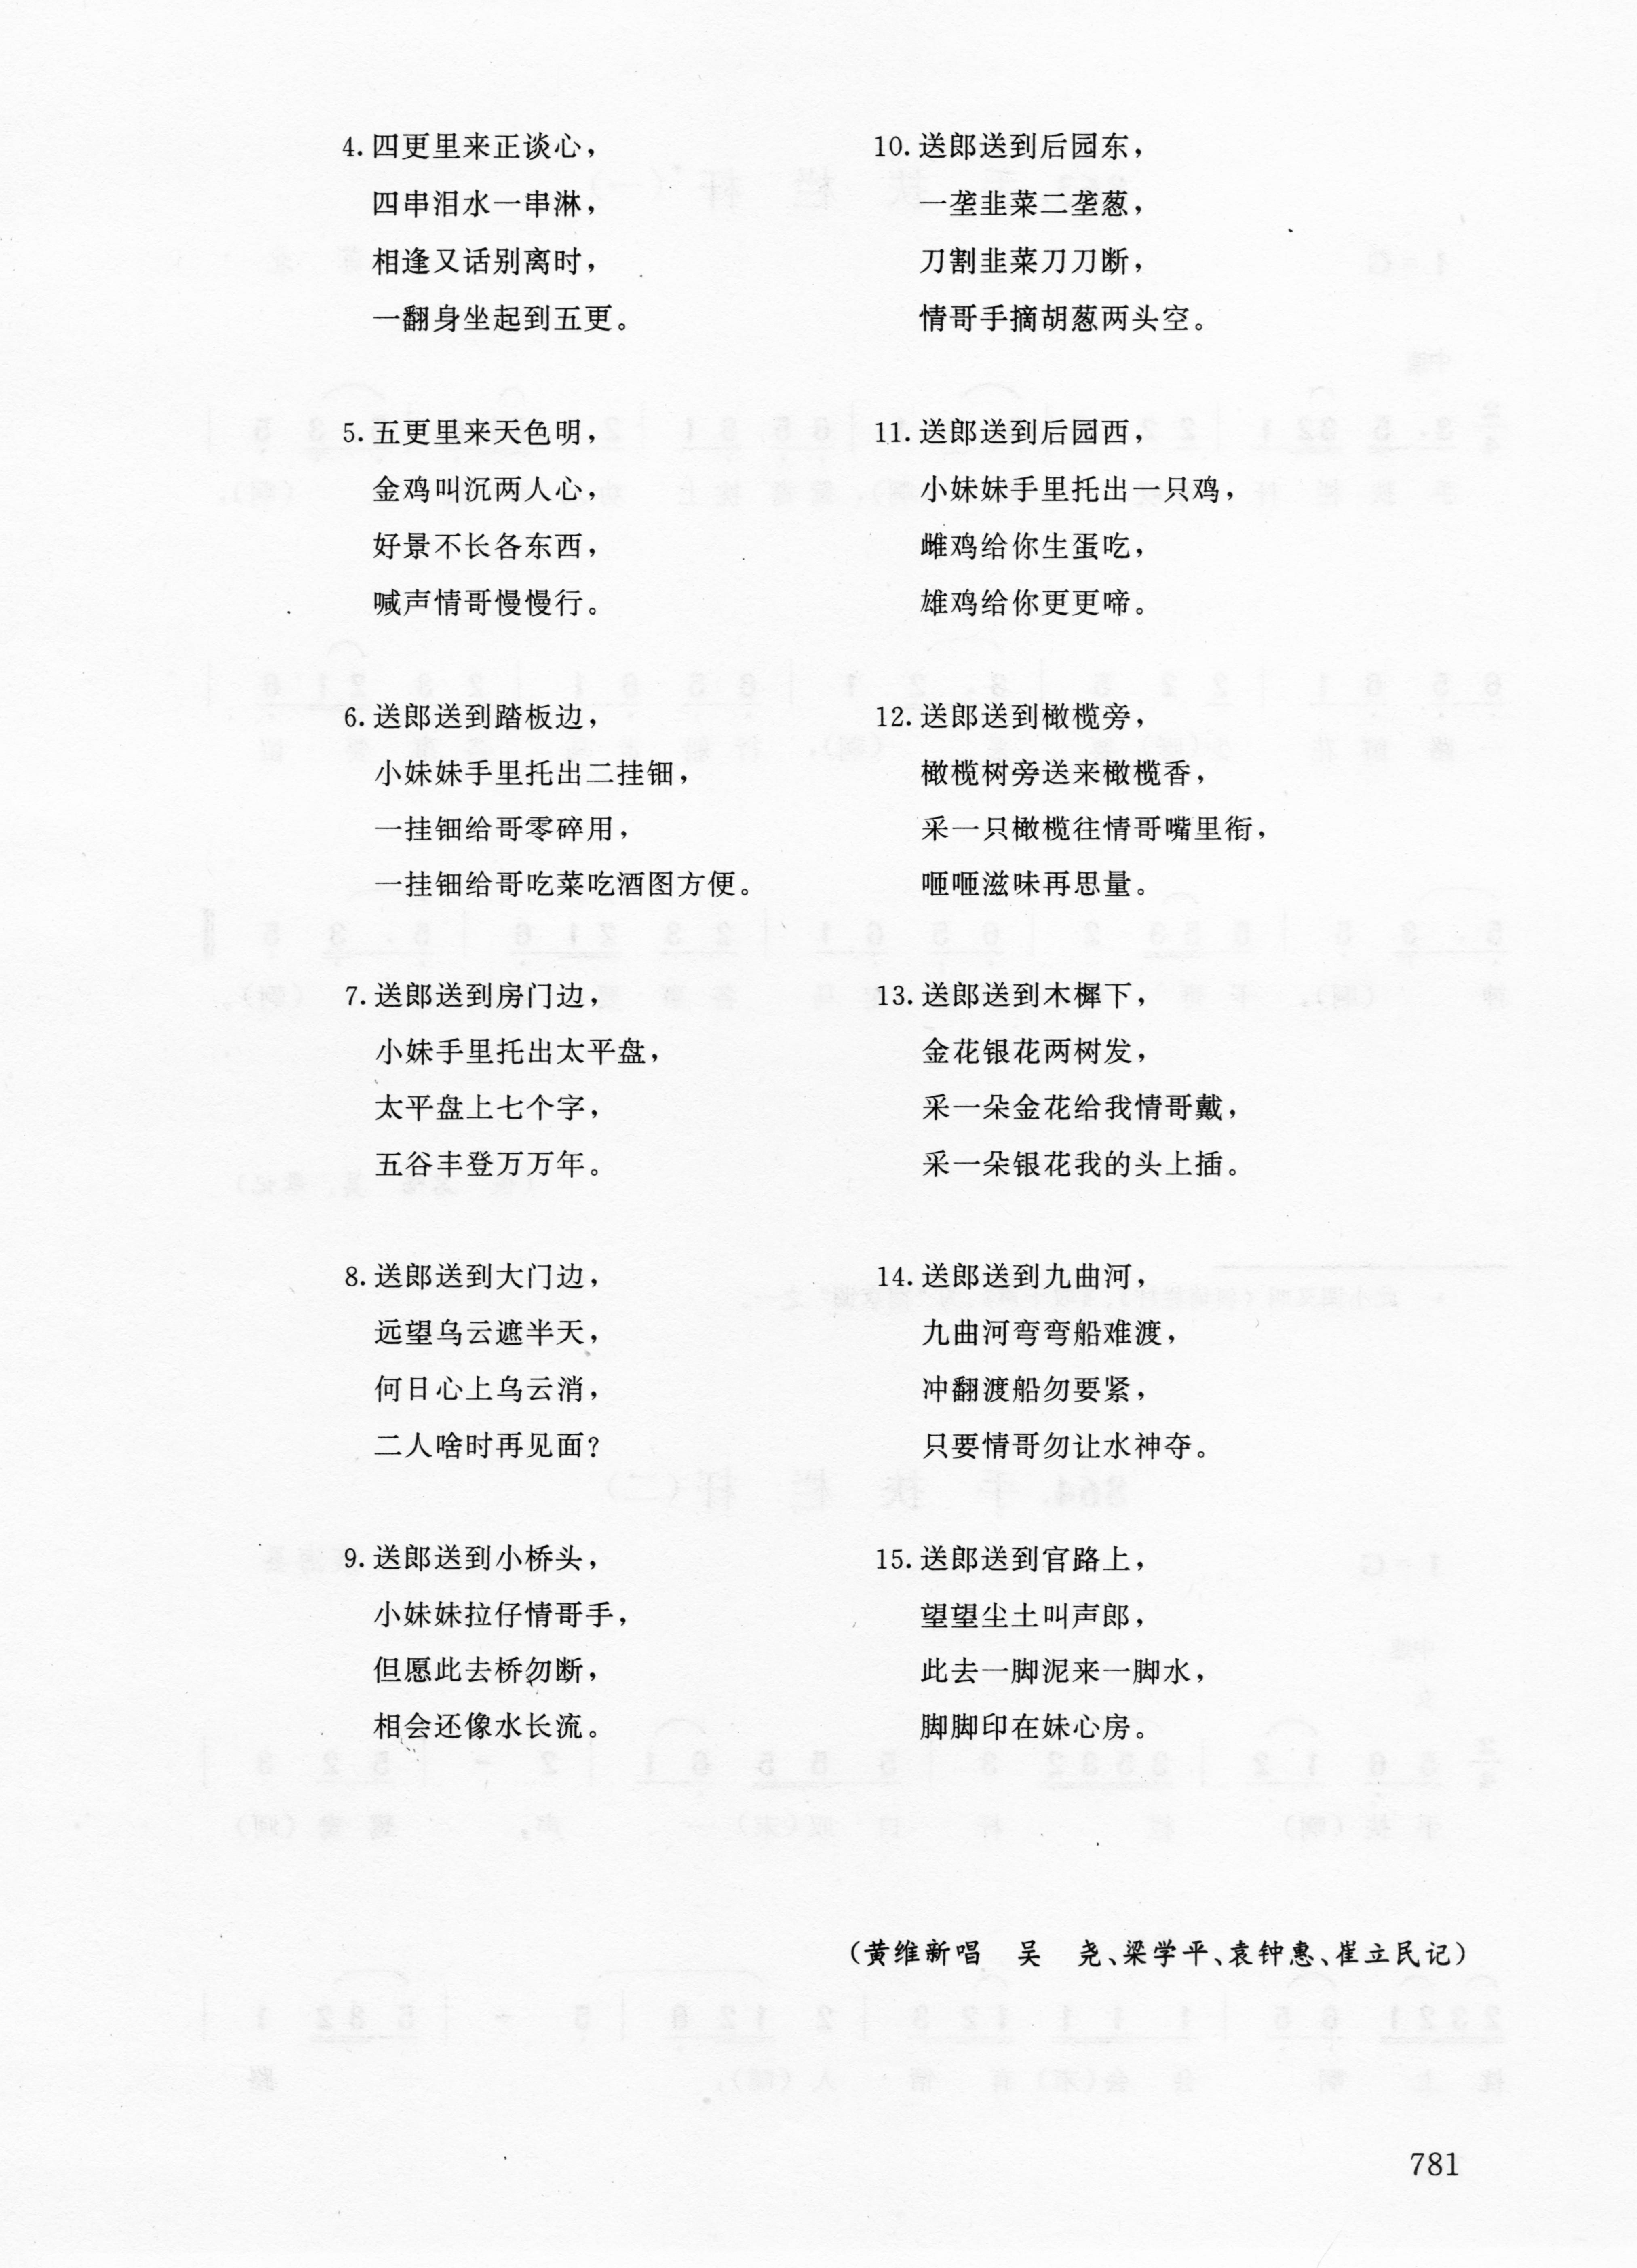 4. 四更里来正谈心，
四串泪水一串淋，
相逢又话别离时，
一翻身坐起到五更。
5. 五更里来天色明，
金鸡叫沉两人心，
好景不长各东西，
喊声情哥慢慢行。
6. 送郎送到踏板边，
小妹妹手里托出二挂钿，
一挂钿给哥零碎用，
一挂钿给哥吃菜吃酒图方便。
7. 送郎送到房门边，
小妹手里托出太平盘，
太平盘上七个字，
五谷丰登万万年。
8. 送郎送到大门边，
远望乌云遮半天，
何日心上乌云消，
二人啥时再见面？
9. 送郎送到小桥头，
小妹妹拉仔情哥手，
但愿此去桥勿断，
相会还像水长流。
10. 送郎送到后园东，
一垄韭菜二垄葱，
刀割韭菜刀刀断，
情哥手摘胡葱两头空。
11. 送郎送到后园西，
小妹妹手里托出一只鸡，
雌鸡给你生蛋吃，
雄鸡给你更更啼。
12. 送郎送到橄榄旁，
橄榄树旁送来橄榄香，
采一只橄榄往情哥嘴里衔，
咂咂滋味再思量。
13. 送郎送到木樨下，
金花银花两树发，
采一朵金花给我情哥戴，
采一朵银花我的头上插。
14. 送郎送到九曲河，
九曲河弯弯船难渡，
冲翻渡船勿要紧，
只要情哥勿让水神夺。
15. 送郎送到官路上，
望望尘土叫声郎，
此去一脚泥来一脚水，
脚脚印在妹心房。
（黄维新唱　吴　尧、梁学平、袁钟惠、崔立民记）
781